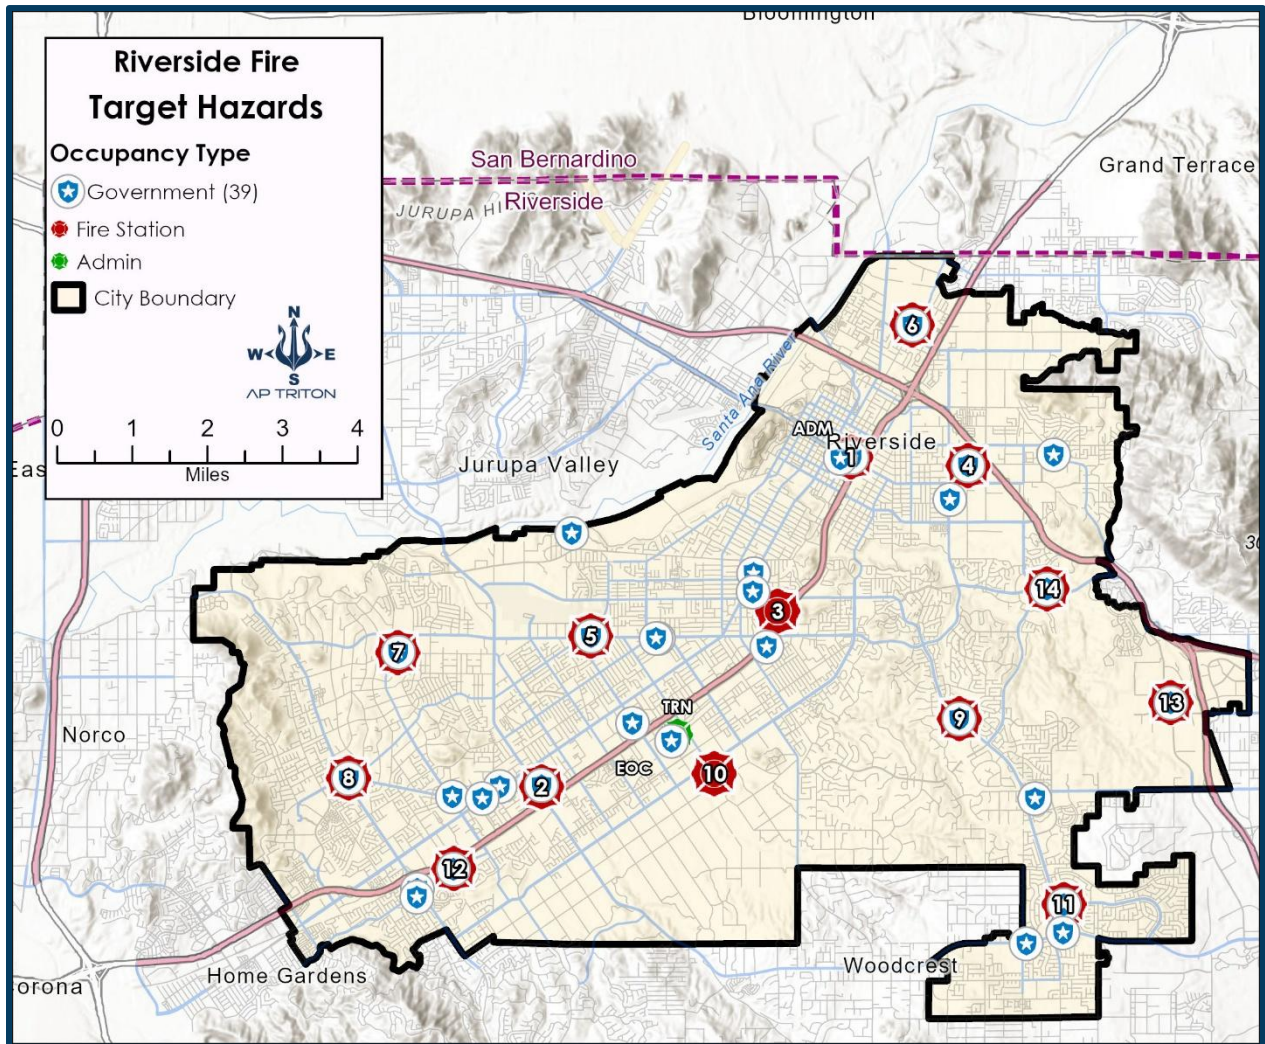 Bloomington
Riverside Fire
Target Hazards
Occupancy Type
Government (39)
Fire Station
Admin
City Boundary
N
W
E
S
AP TRITON
0 1 2 3 4
Miles
San Bernardino
Riverside
JURUPA HI
Grand Terrace
6
Santa Ana River
ADM
Riverside
1
4
Jurupa Valley
Eas
14
3
5
7
TRN
9
13
Norco
EOC
10
8
2
12
11
Woodcrest
Home Gardens
orona